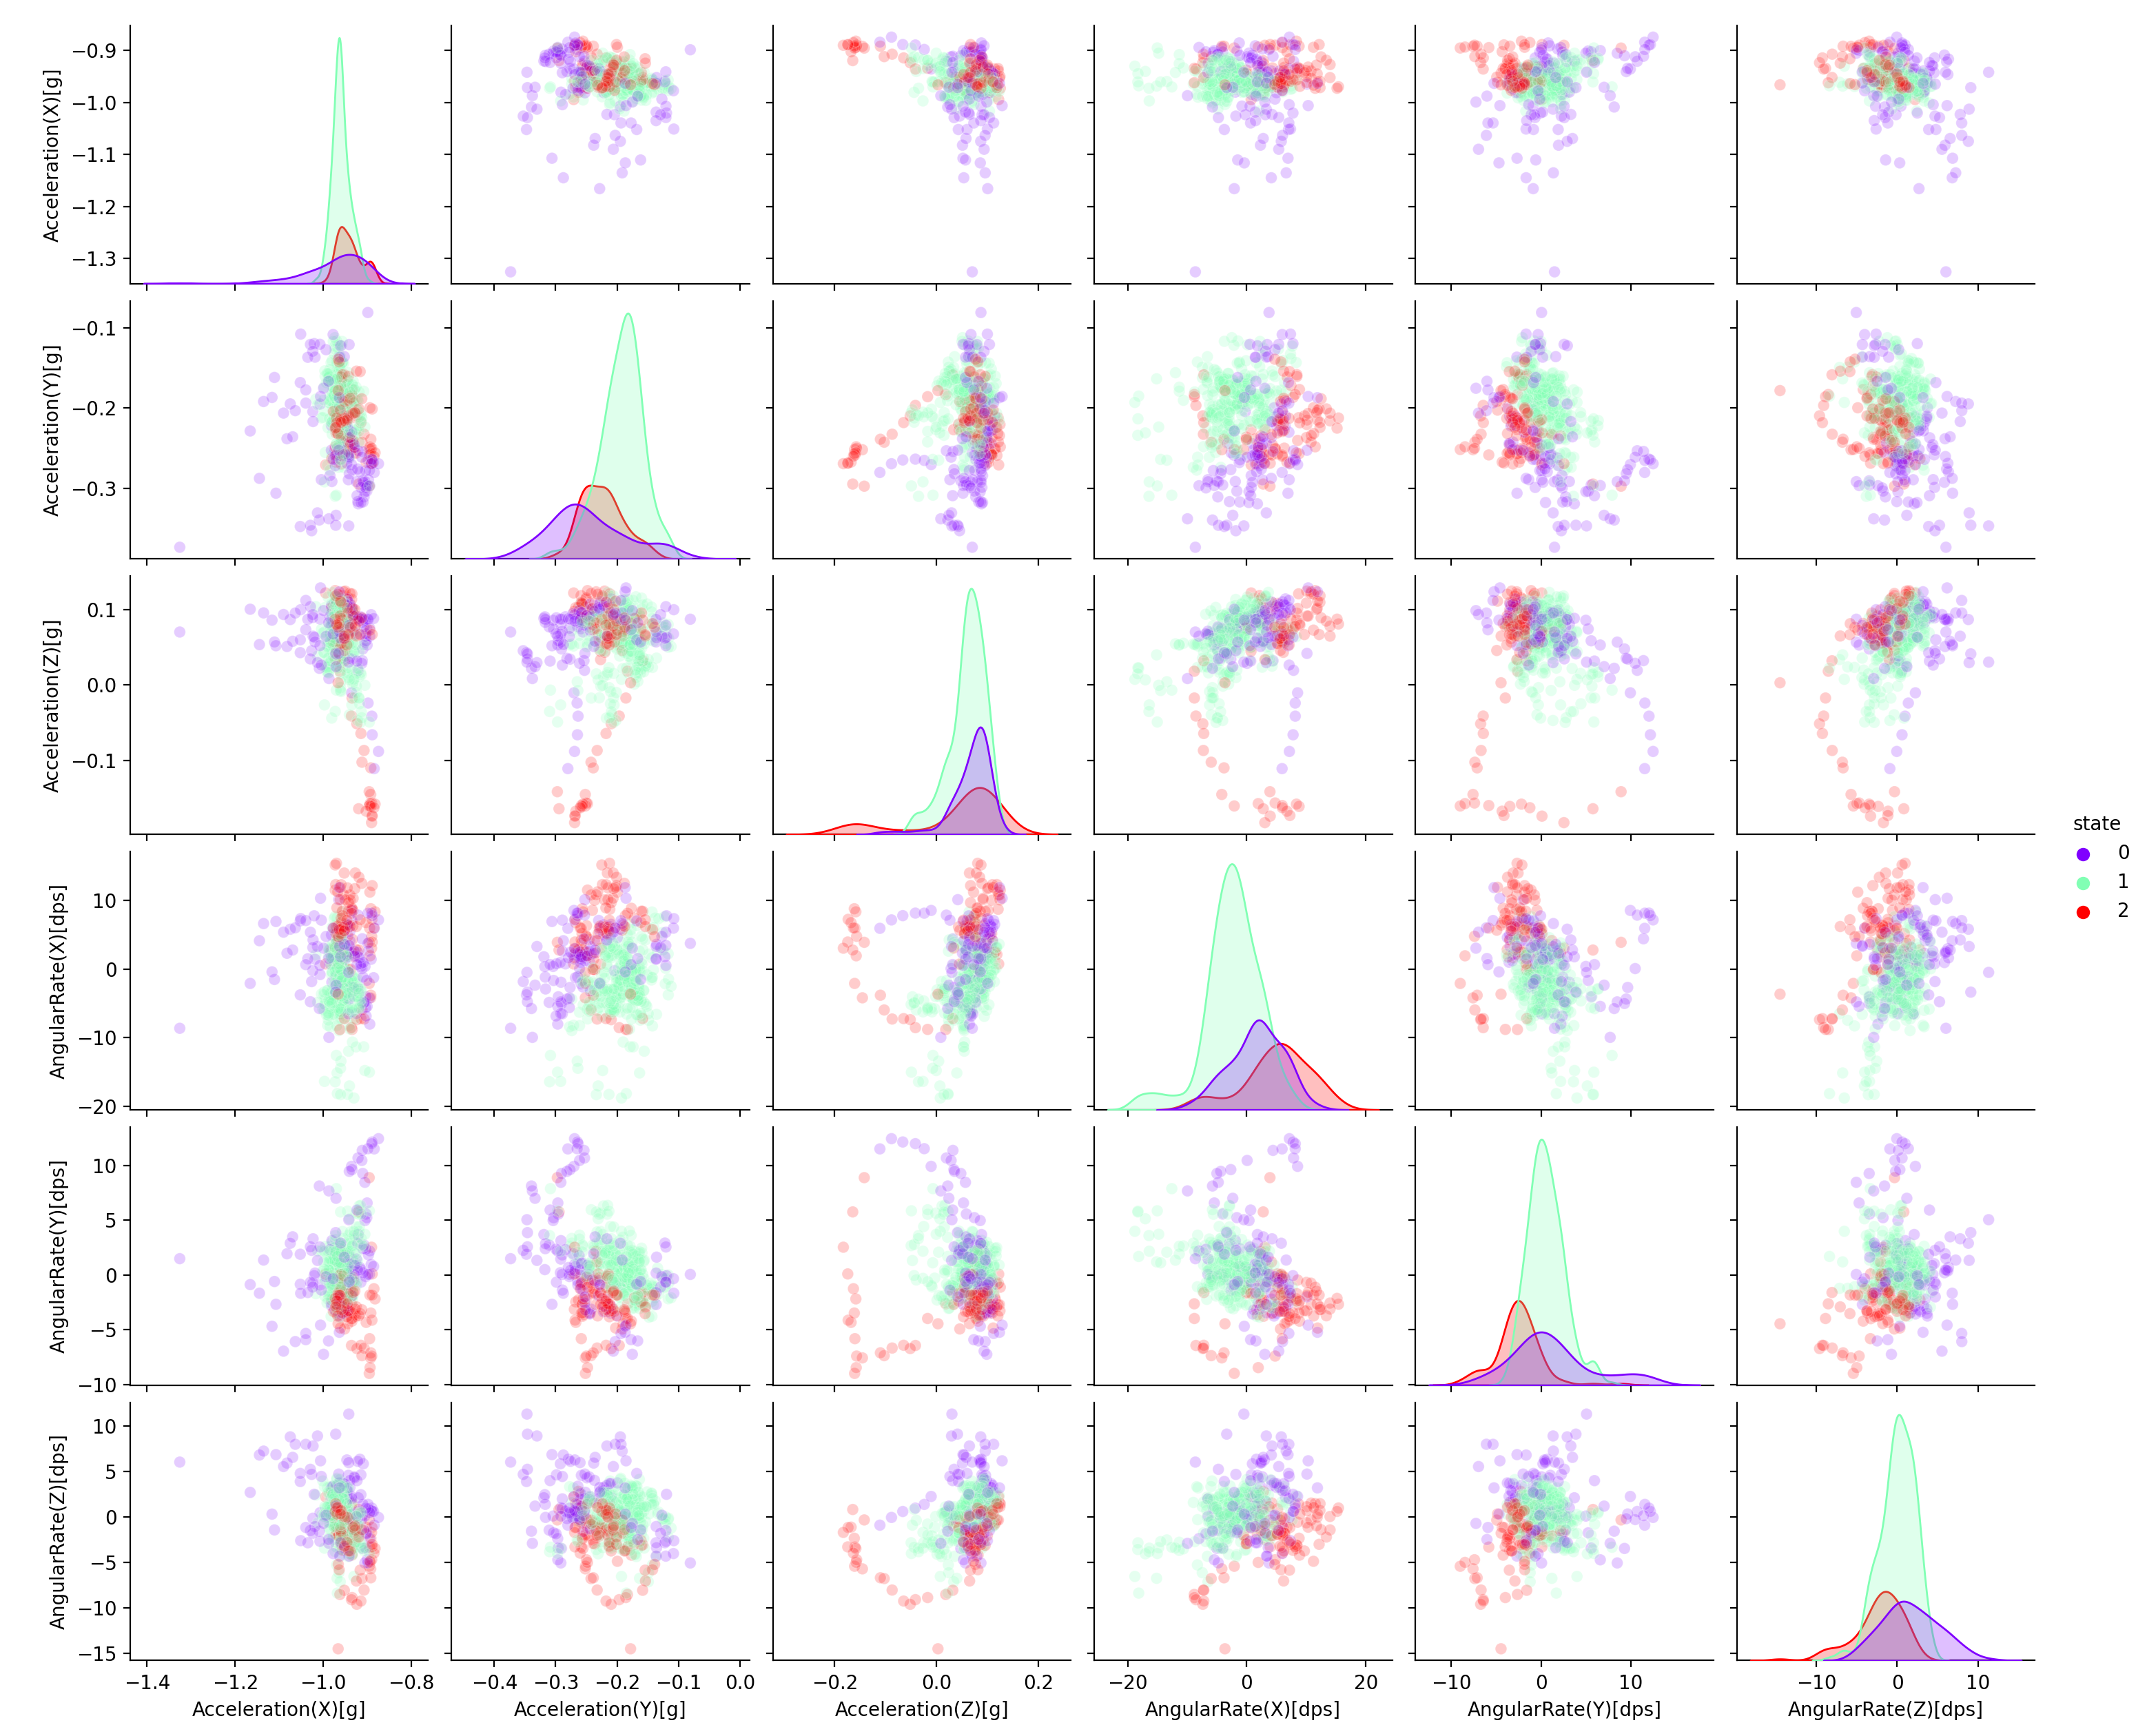 Acceleration(X)[g]
−0.9
−1.0
−1.1
−1.2
−1.3
Acceleration(Y)[g]
−0.1
−0.2
−0.3
Acceleration(Z)[g]
0.1
0.0
−0.1
AngularRate(X)[dps]
10
0
−10
−20
AngularRate(Y)[dps]
10
5
0
−5
−10
AngularRate(Z)[dps]
10
5
0
−5
−10
−15
−1.4 −1.2 −1.0 −0.8
Acceleration(X)[g]
−0.4 −0.3 −0.2 −0.1 0.0
Acceleration(Y)[g]
−0.2 0.0 0.2
Acceleration(Z)[g]
−20 0 20
AngularRate(X)[dps]
−10 0 10
AngularRate(Y)[dps]
−10 0 10
AngularRate(Z)[dps]
state
0
1
2